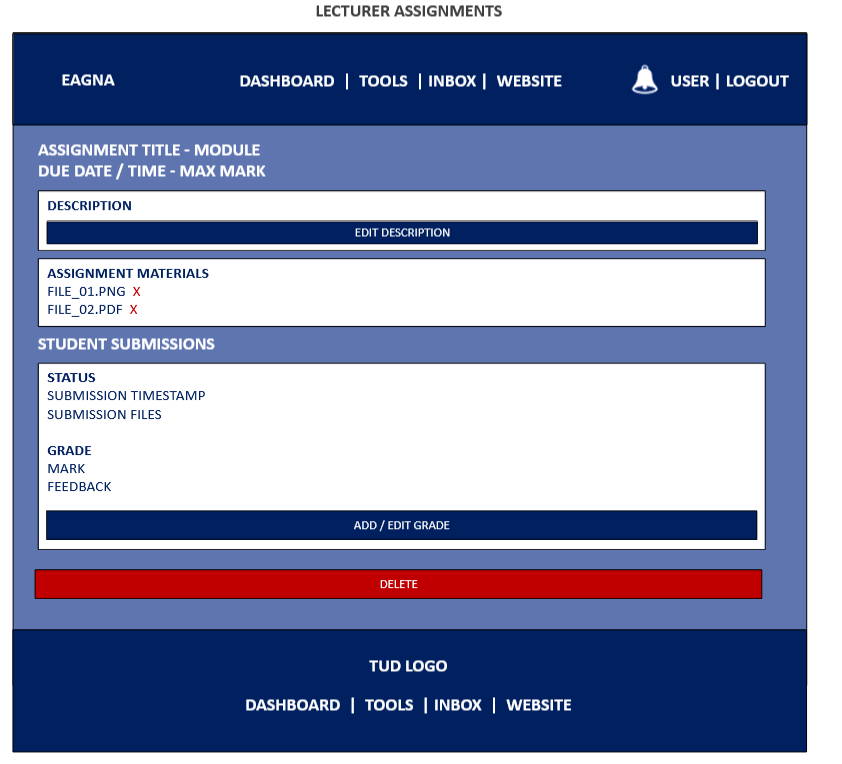 LECTURER ASSIGNMENTS
EAGNA DASHBOARD | TOOLS | INBOX | WEBSITE USER | LOGOUT
ASSIGNMENT TITLE - MODULE
DUE DATE / TIME - MAX MARK
DESCRIPTION
EDIT DESCRIPTION
ASSIGNMENT MATERIALS
FILE_01.PNG X
FILE_02.PDF X
STUDENT SUBMISSIONS
STATUS
SUBMISSION TIMESTAMP
SUBMISSION FILES
GRADE
MARK
FEEDBACK
ADD / EDIT GRADE
DELETE
TUD LOGO
DASHBOARD | TOOLS | INBOX | WEBSITE